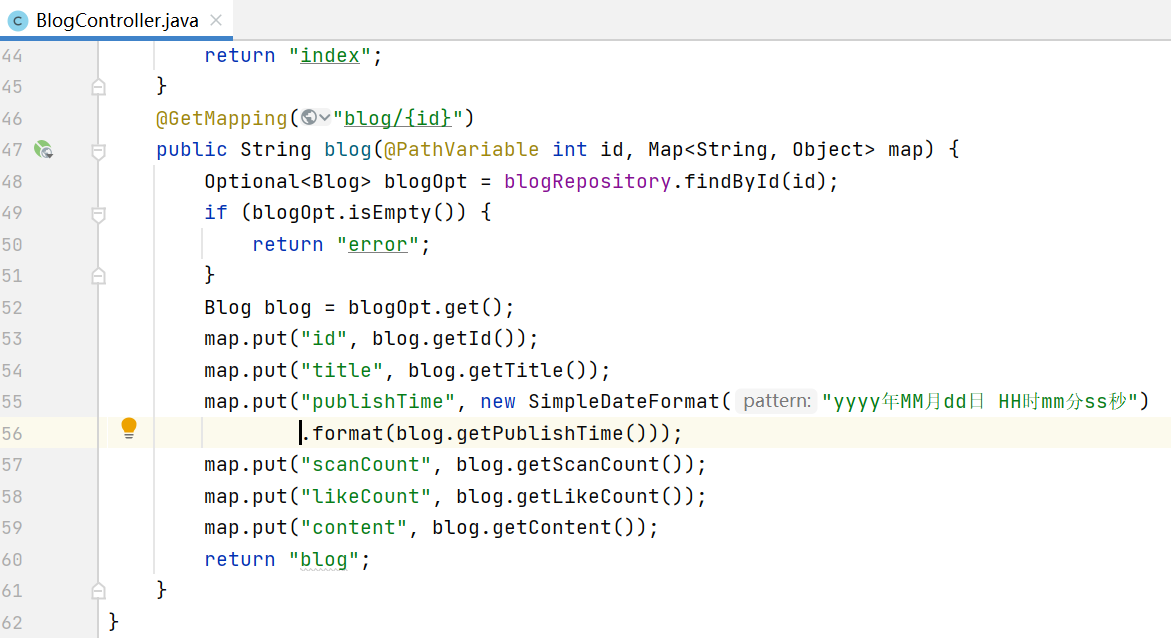 C BlogController.java ×
44 return "index";
45 }
46 @GetMapping("blog/{id}")
47 public String blog(@PathVariable int id, Map<String, Object> map) {
48 Optional<Blog> blogOpt = blogRepository.findById(id);
49 if (blogOpt.isEmpty()) {
50 return "error";
51 }
52 Blog blog = blogOpt.get();
53 map.put("id", blog.getId());
54 map.put("title", blog.getTitle());
55 map.put("publishTime", new SimpleDateFormat( pattern: "yyyy年MM月dd日 HH时mm分ss秒")
56 .format(blog.getPublishTime()));
57 map.put("scanCount", blog.getScanCount());
58 map.put("likeCount", blog.getLikeCount());
59 map.put("content", blog.getContent());
60 return "blog";
61 }
62 }